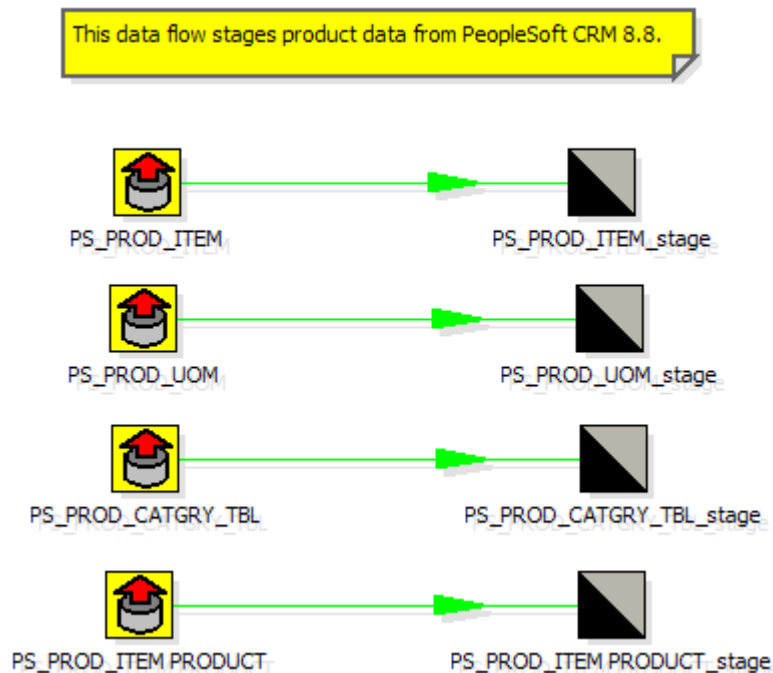 This data flow stages product data from PeopleSoft CRM 8.8.
PS_PROD_ITEM PS_PROD_ITEM_stage
PS_PROD_UOM PS_PROD_UOM_stage
PS_PROD_CATGRY_TBL PS_PROD_CATGRY_TBL_stage
PS_PROD_ITEM PRODUCT PS_PROD_ITEM PRODUCT_stage